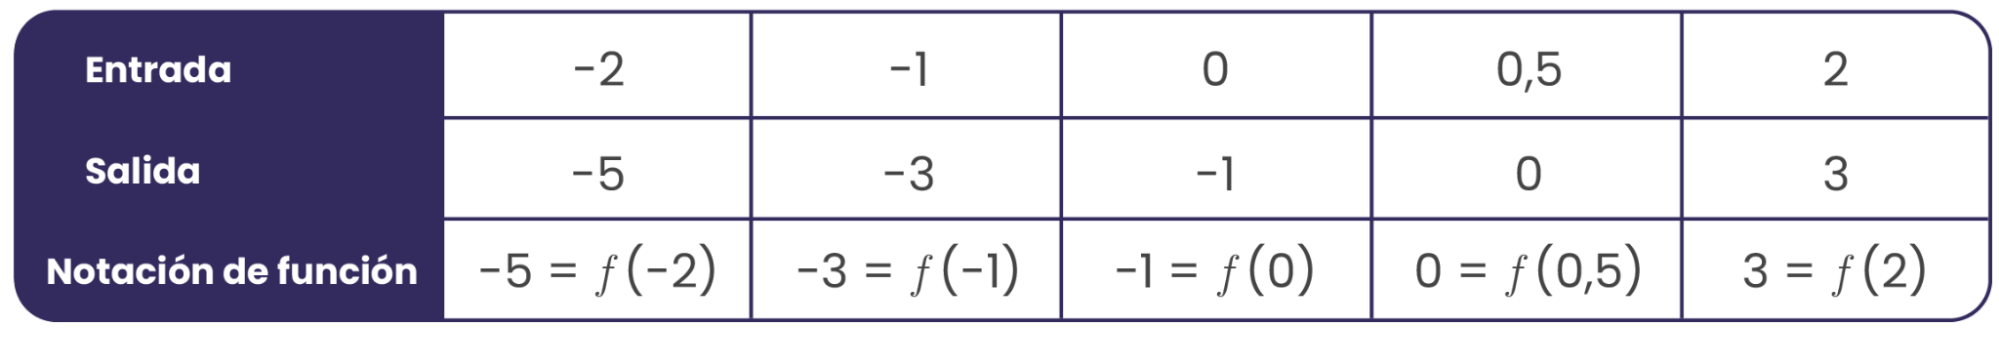 Entrada -2 -1 0 0,5 2
Salida -5 -3 -1 0 3
Notación de función -5 = f(-2) -3 = f(-1) -1 = f(0) 0 = f(0,5) 3 = f(2)